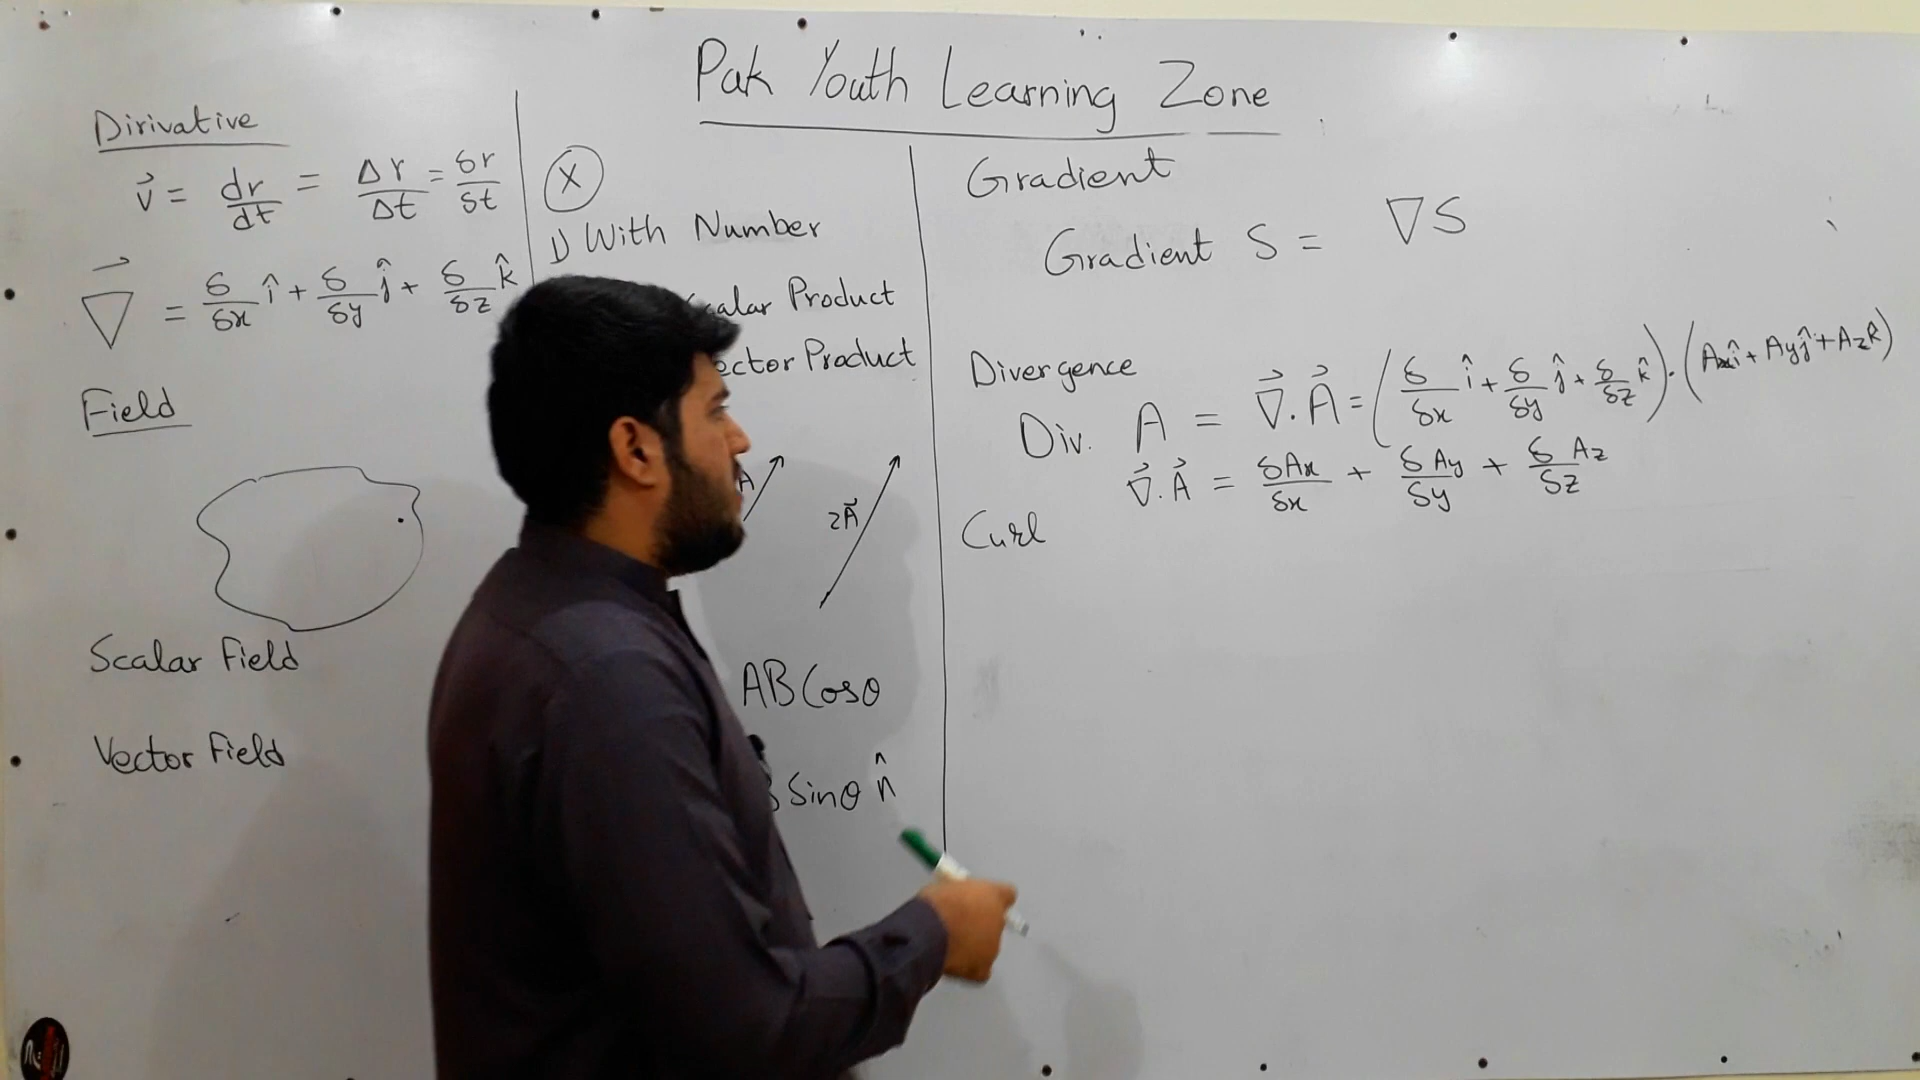 Pak Youth Learning Zone
Dirivative
v⃗ = dr/dt = Δr/Δt = δr/δt
∇⃗ = δ/δx î + δ/δy ĵ + δ/δz k̂
Field
Scalar Field
Vector Field
X
1) With Number
Scalar Product
Vector Product
A
2A⃗
AB Cosθ
Sinθ n̂
Gradient
Gradient S = ∇S
Divergence
Div. A = ∇⃗.A⃗ = (δ/δx î + δ/δy ĵ + δ/δz k̂).(Axî + Ayĵ + Azk̂)
∇⃗.A⃗ = δAx/δx + δAy/δy + δAz/δz
Curl